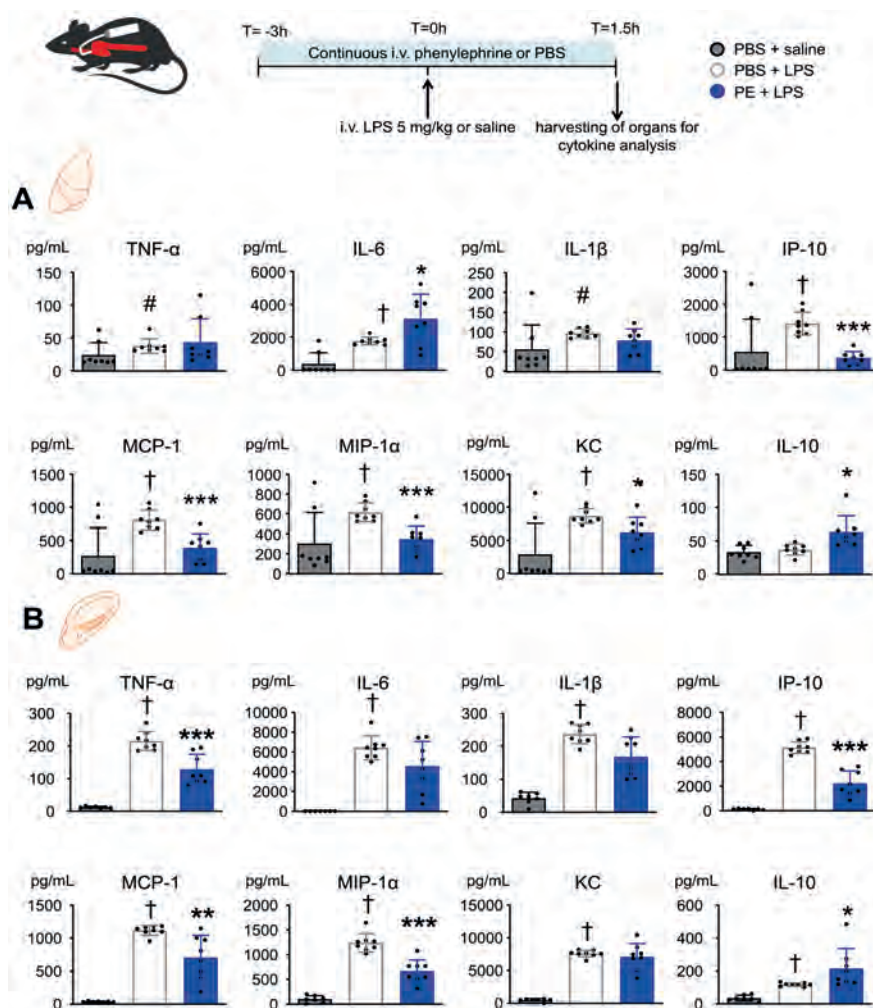 T= -3h T=0h T=1.5h
Continuous i.v. phenylephrine or PBS
i.v. LPS 5 mg/kg or saline
harvesting of organs for
cytokine analysis
PBS + saline
PBS + LPS
PE + LPS
A
pg/mL TNF-α pg/mL IL-6 pg/mL IL-1β pg/mL IP-10
150 100 50 0 #
6000 4000 2000 0 † *
250 200 150 100 50 0 #
3000 2000 1000 0 † ***
pg/mL MCP-1 pg/mL MIP-1α pg/mL KC pg/mL IL-10
1500 1000 500 0 † ***
1000 800 600 400 200 0 † ***
15000 10000 5000 0 † *
150 100 50 0 *
B
pg/mL TNF-α pg/mL IL-6 pg/mL IL-1β pg/mL IP-10
300 200 100 0 † ***
10000 8000 6000 4000 2000 0 †
300 200 100 0 †
8000 6000 4000 2000 0 † ***
pg/mL MCP-1 pg/mL MIP-1α pg/mL KC pg/mL IL-10
1500 1000 500 0 † **
2000 1500 1000 500 0 † ***
15000 10000 5000 0 †
600 400 200 0 † *